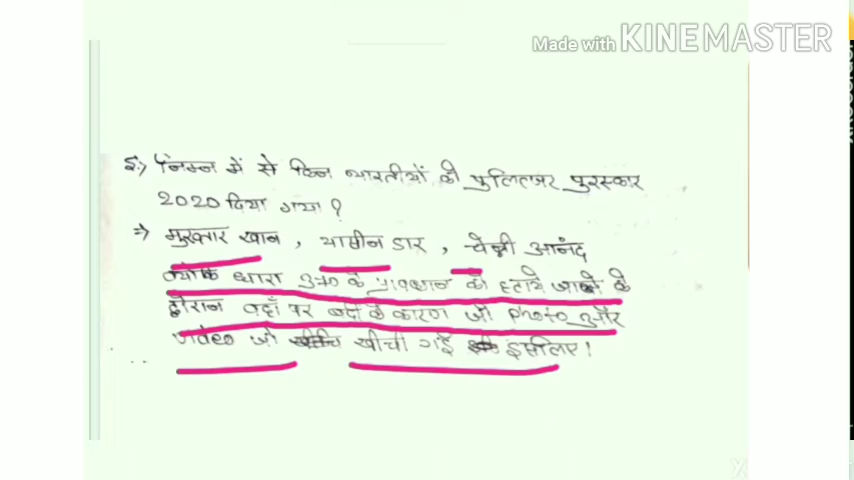 Made with KINEMASTER
इ:) निम्न में से किन भारतीयों को पुलित्जर पुरस्कार
2020 दिया गया ?
⇒ मुख्तार खान , यासीन डार , चेन्नी आनंद
क्योंकि धारा 370 के प्रावधान को हटाये जाने के
दौरान वहाँ पर बंदी के कारण जो photo और
video जो खींची गई इसलिए।